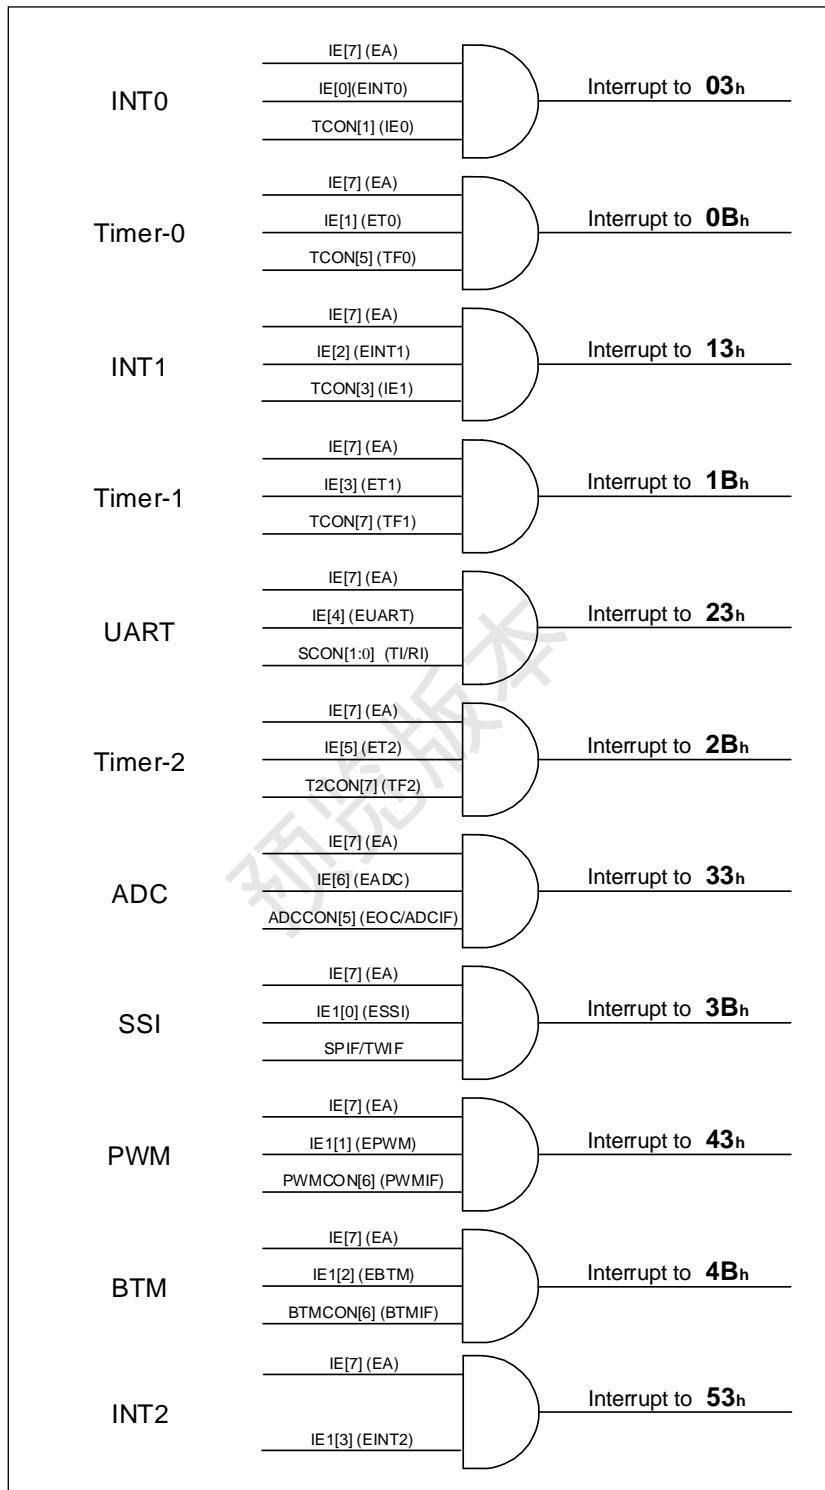 IE[7] (EA)
INT0
IE[0](EINT0)
Interrupt to 03h
TCON[1] (IE0)
IE[7] (EA)
Timer-0
IE[1] (ET0)
Interrupt to 0Bh
TCON[5] (TF0)
IE[7] (EA)
INT1
IE[2] (EINT1)
Interrupt to 13h
TCON[3] (IE1)
IE[7] (EA)
Timer-1
IE[3] (ET1)
Interrupt to 1Bh
TCON[7] (TF1)
IE[7] (EA)
UART
IE[4] (EUART)
Interrupt to 23h
SCON[1:0] (TI/RI)
IE[7] (EA)
Timer-2
IE[5] (ET2)
Interrupt to 2Bh
T2CON[7] (TF2)
预览版本
IE[7] (EA)
ADC
IE[6] (EADC)
Interrupt to 33h
ADCCON[5] (EOC/ADCIF)
IE[7] (EA)
SSI
IE1[0] (ESSI)
Interrupt to 3Bh
SPIF/TWIF
IE[7] (EA)
PWM
IE1[1] (EPWM)
Interrupt to 43h
PWMCON[6] (PWMIF)
IE[7] (EA)
BTM
IE1[2] (EBTM)
Interrupt to 4Bh
BTMCON[6] (BTMIF)
IE[7] (EA)
INT2
Interrupt to 53h
IE1[3] (EINT2)